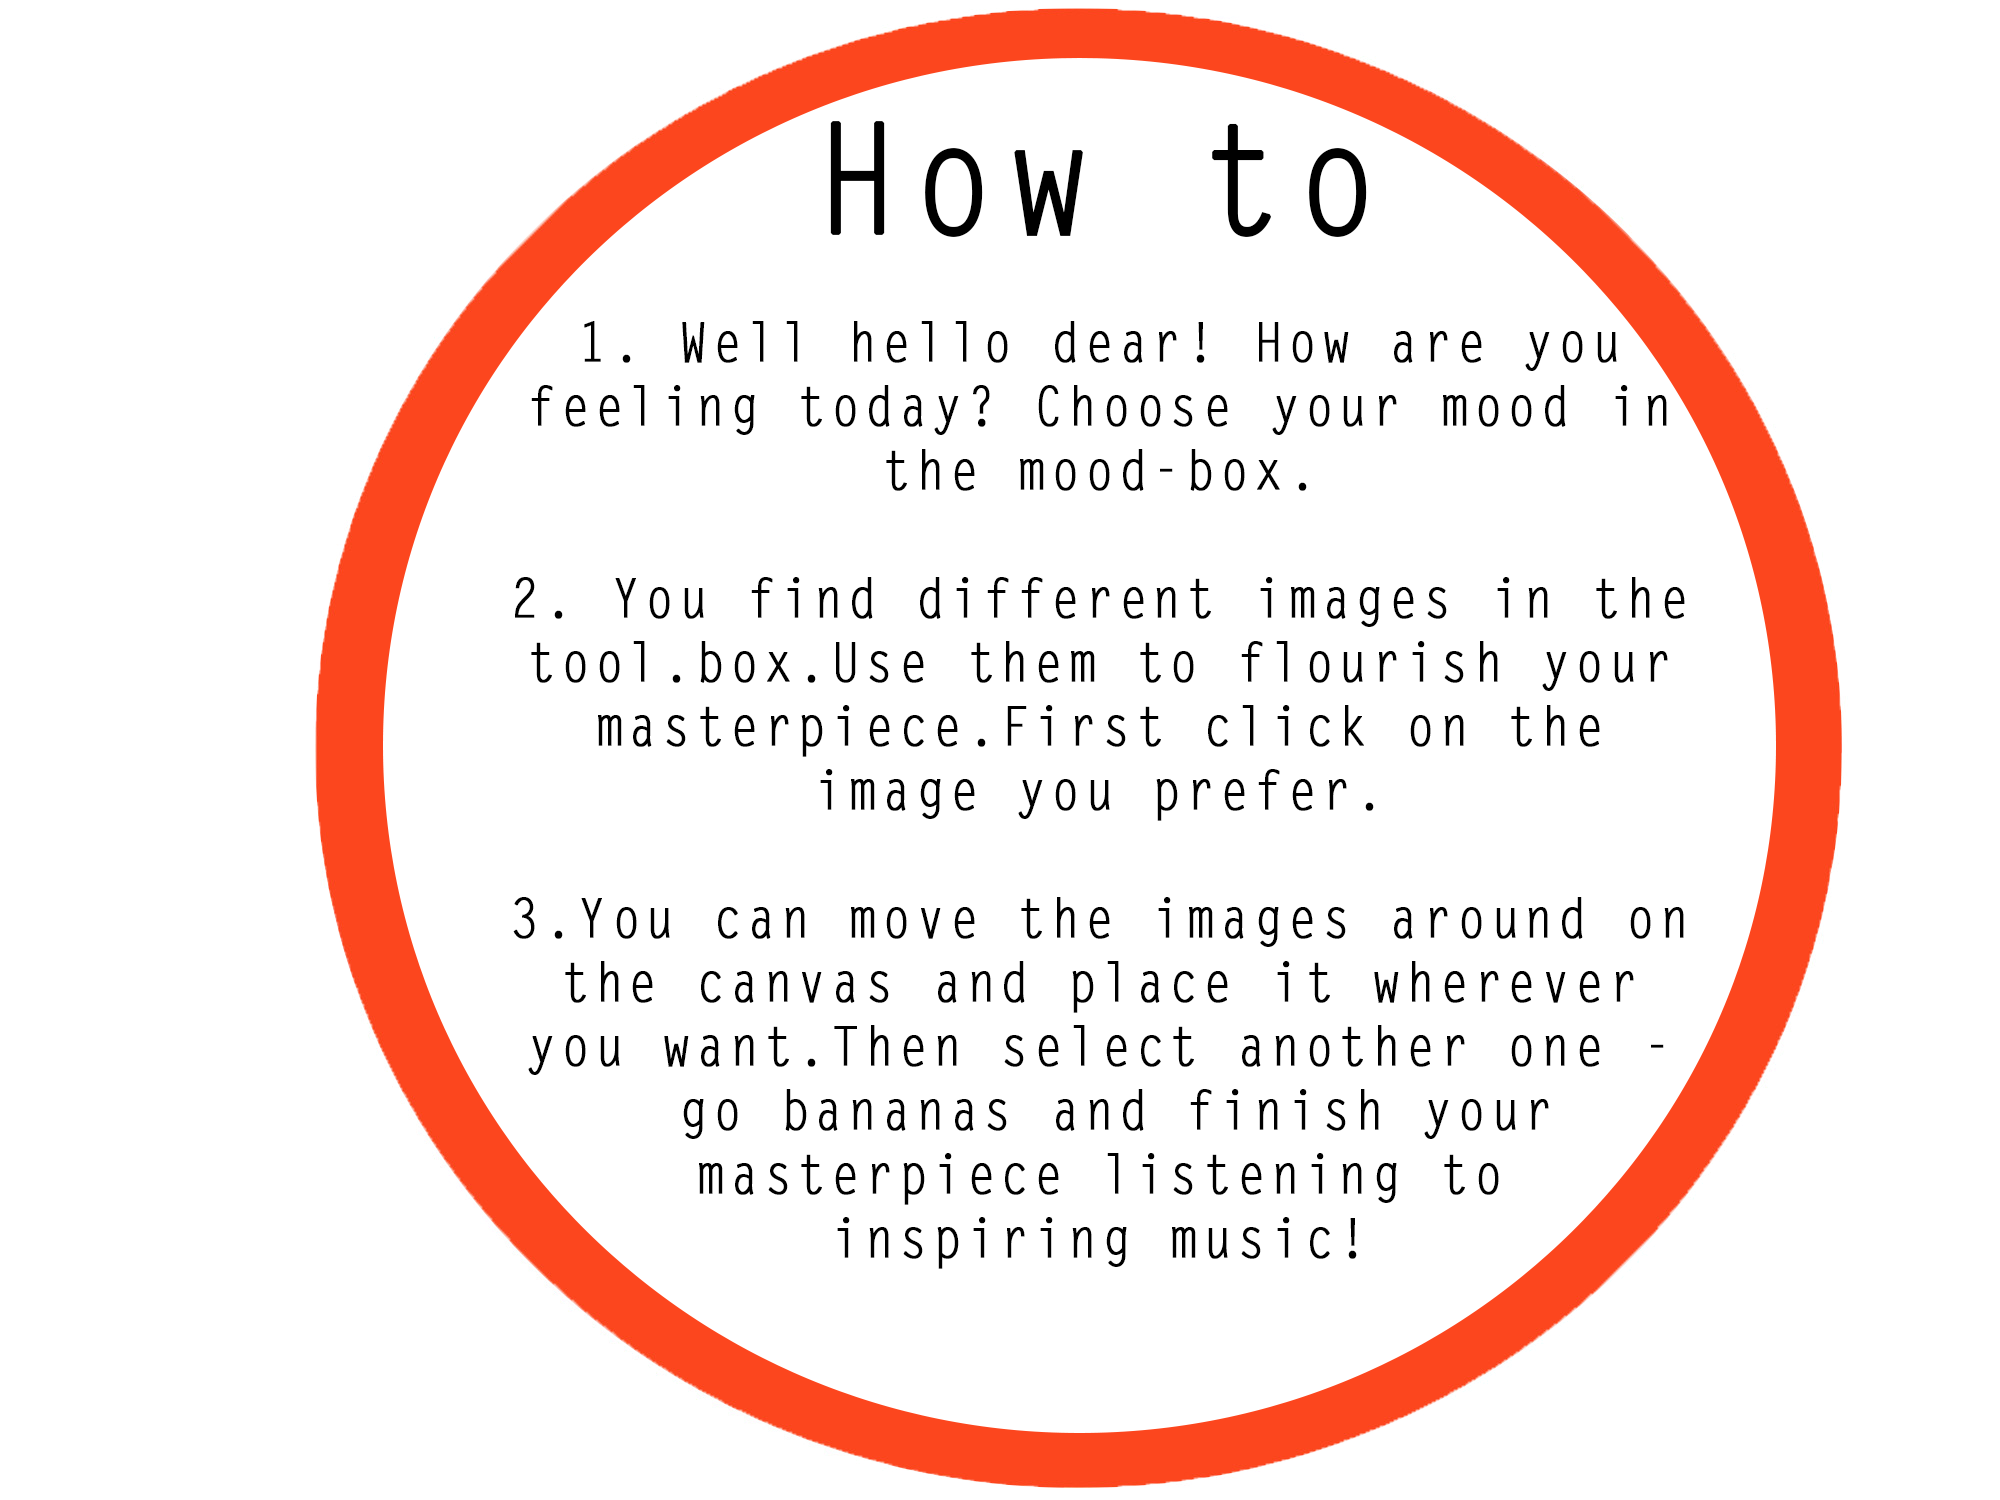 How to
1. Well hello dear! How are you
feeling today? Choose your mood in
the mood-box.
2. You find different images in the
tool.box.Use them to flourish your
masterpiece.First click on the
image you prefer.
3.You can move the images around on
the canvas and place it wherever
you want.Then select another one -
go bananas and finish your
masterpiece listening to
inspiring music!